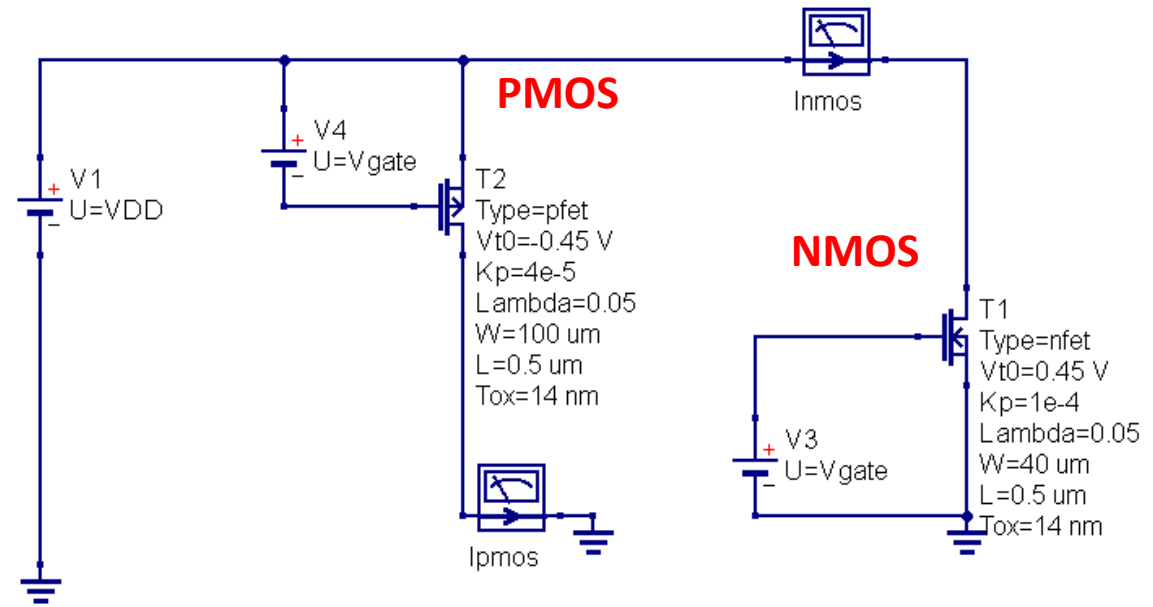 PMOS
Inmos
V4
U=Vgate
V1
U=VDD
T2
Type=pfet
Vt0=-0.45 V
Kp=4e-5
Lambda=0.05
W=100 um
L=0.5 um
Tox=14 nm
NMOS
T1
Type=nfet
Vt0=0.45 V
Kp=1e-4
Lambda=0.05
W=40 um
L=0.5 um
Tox=14 nm
V3
U=Vgate
Ipmos